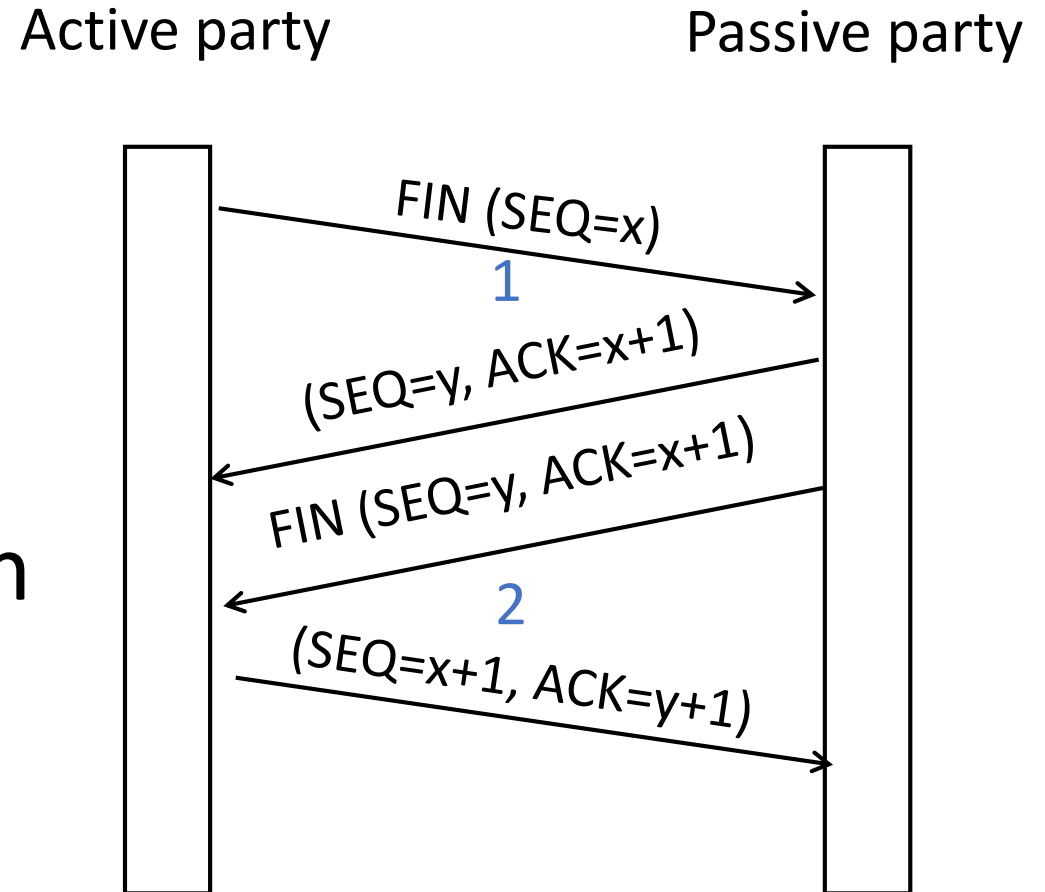 Active party
Passive party
FIN (SEQ=x)
1
(SEQ=y, ACK=x+1)
FIN (SEQ=y, ACK=x+1)
n
2
(SEQ=x+1, ACK=y+1)